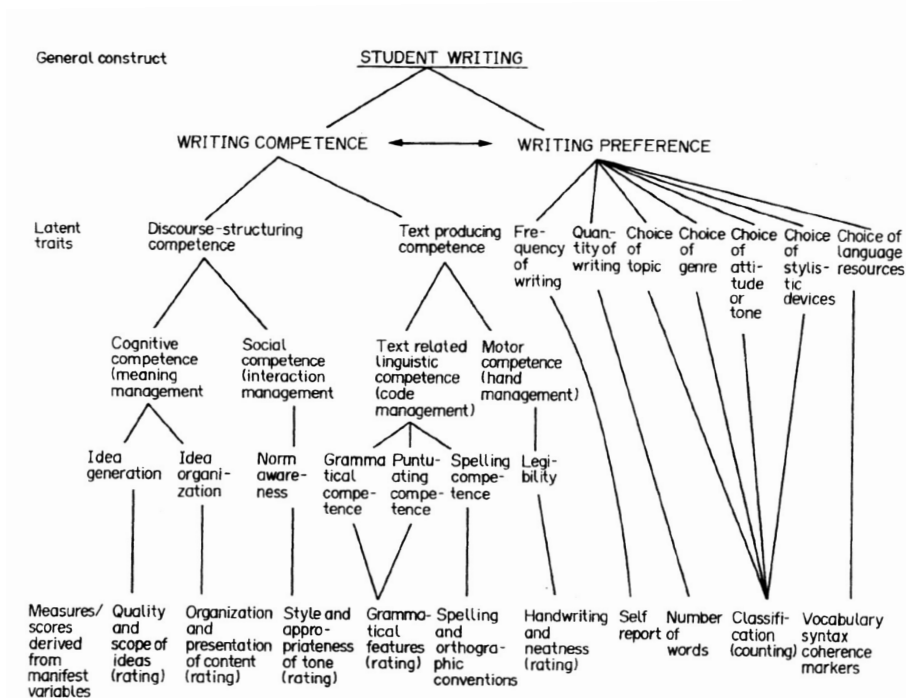 General construct
STUDENT WRITING
WRITING COMPETENCE
WRITING PREFERENCE
Latent
traits
Discourse-structuring
competence
Text producing
competence
Fre-
quency
of
writing
Quan-
tity of
writing
Choice
of
topic
Choice
of
genre
Choice
of
atti-
tude
or
tone
Choice
of
stylis-
tic
devices
Choice of
language
resources
Cognitive
competence
(meaning
management
Social
competence
(interaction
management)
Text related
linguistic
competence
(code
management)
Motor
competence
(hand
management)
Idea
generation
Idea
organi-
zation
Norm
aware-
ness
Gramma
tical
compe-
tence
Puntu-
ating
compe-
tence
Spelling
compe-
tence
Legi-
bility
Measures/
scores
derived
from
manifest
variables
Quality
and
scope of
ideas
(rating)
Organization
and
presentation
of content
(rating)
Style and
appro-
priateness
of tone
(rating)
Gramma-
tical
features
(rating)
Spelling
and
orthogra-
phic
conventions
Handwriting
and
neatness
(rating)
Self
report
Number
of
words
Classifi-
cation
(counting)
Vocabulary
syntax
coherence
markers